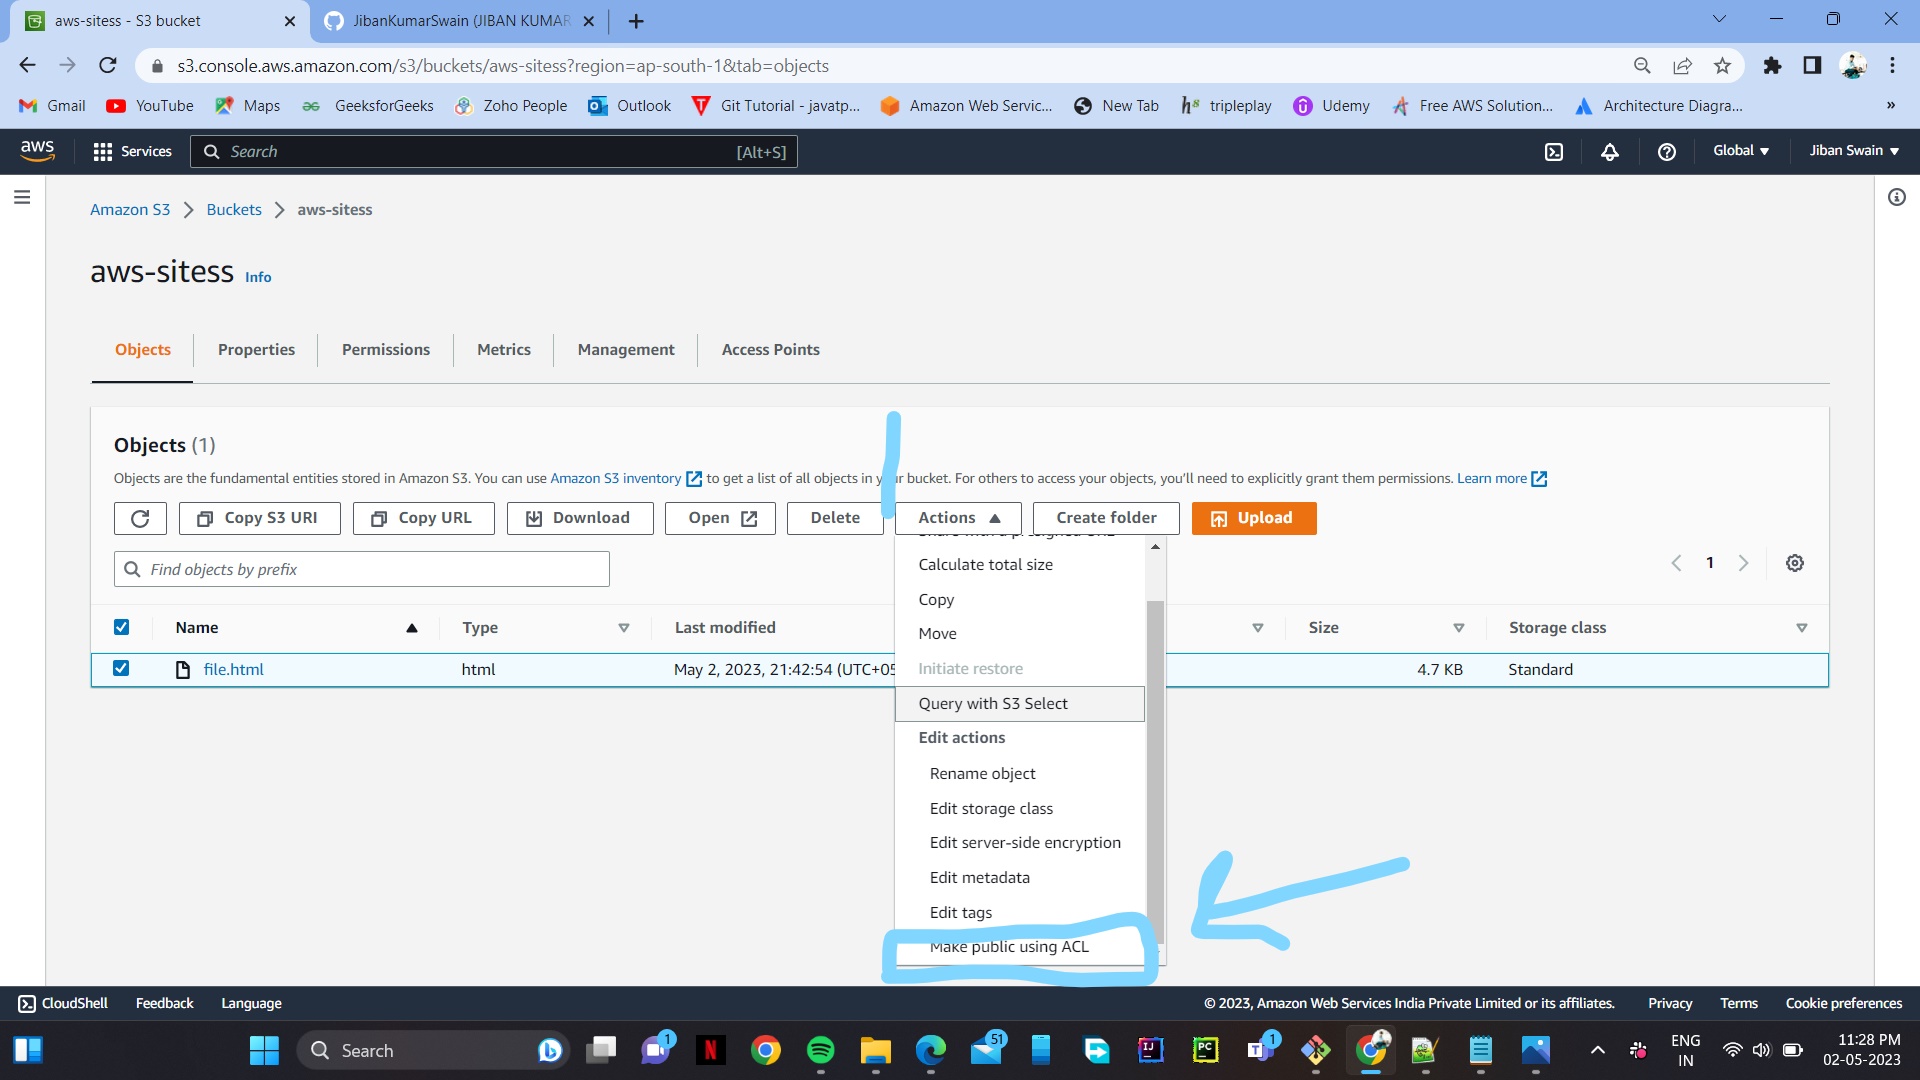 aws-sitess - S3 bucket
JibanKumarSwain (JIBAN KUMAR
s3.console.aws.amazon.com/s3/buckets/aws-sitess?region=ap-south-1&tab=objects
Gmail YouTube Maps GeeksforGeeks Zoho People Outlook Git Tutorial - javatp... Amazon Web Servic... New Tab tripleplay Udemy Free AWS Solution... Architecture Diagra... »
aws Services Search [Alt+S] Global Jiban Swain
Amazon S3 Buckets aws-sitess
aws-sitess Info
Objects Properties Permissions Metrics Management Access Points
Objects (1)
Objects are the fundamental entities stored in Amazon S3. You can use Amazon S3 inventory to get a list of all objects in your bucket. For others to access your objects, you'll need to explicitly grant them permissions. Learn more
Copy S3 URI Copy URL Download Open Delete Actions Create folder Upload
Find objects by prefix
1
Calculate total size
Copy
Move
Initiate restore
Query with S3 Select
Edit actions
Rename object
Edit storage class
Edit server-side encryption
Edit metadata
Edit tags
Make public using ACL
Name Type Last modified Size Storage class
file.html html May 2, 2023, 21:42:54 (UTC+05 4.7 KB Standard
CloudShell Feedback Language © 2023, Amazon Web Services India Private Limited or its affiliates. Privacy Terms Cookie preferences
Search 1 51 1 ENG IN 11:28 PM
02-05-2023